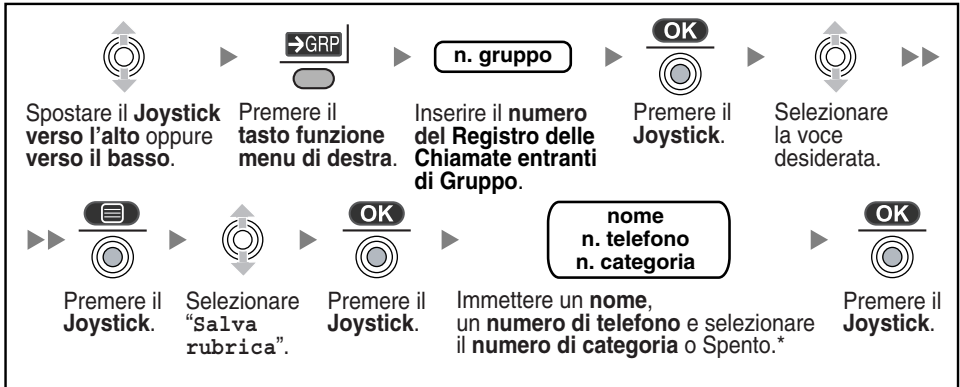 OK
→GRP
n. gruppo
Spostare il Joystick
verso l'alto oppure
verso il basso.
Premere il
tasto funzione
menu di destra.
Inserire il numero
del Registro delle
Chiamate entranti
di Gruppo.
Premere il
Joystick.
Selezionare
la voce
desiderata.
OK
nome
n. telefono
n. categoria
OK
Premere il
Joystick.
Selezionare
“Salva
rubrica”.
Premere il
Joystick.
Immettere un nome,
un numero di telefono e selezionare
il numero di categoria o Spento.*
Premere il
Joystick.